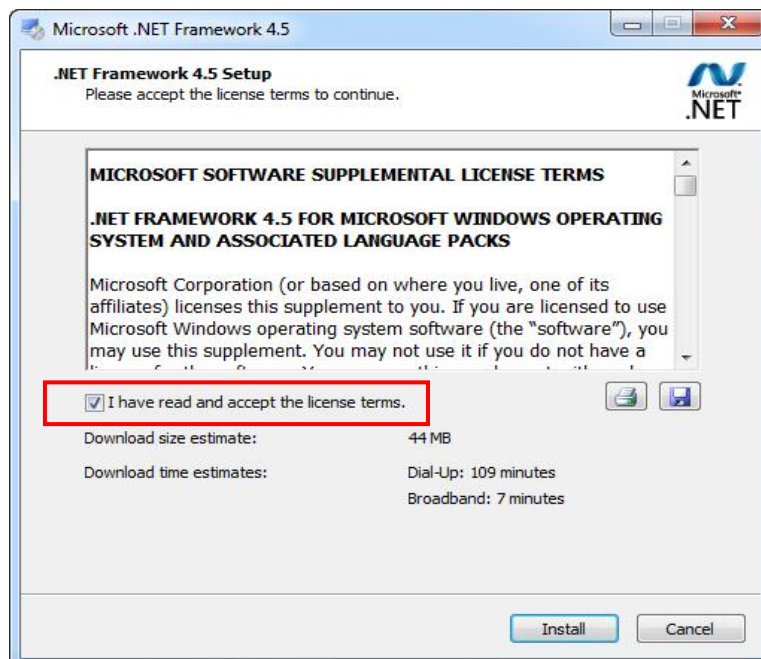 Microsoft .NET Framework 4.5
.NET Framework 4.5 Setup
Please accept the license terms to continue.
Microsoft®
.NET
MICROSOFT SOFTWARE SUPPLEMENTAL LICENSE TERMS
.NET FRAMEWORK 4.5 FOR MICROSOFT WINDOWS OPERATING
SYSTEM AND ASSOCIATED LANGUAGE PACKS
Microsoft Corporation (or based on where you live, one of its
affiliates) licenses this supplement to you. If you are licensed to use
Microsoft Windows operating system software (the “software”), you
may use this supplement. You may not use it if you do not have a
I have read and accept the license terms.
Download size estimate: 44 MB
Download time estimates: Dial-Up: 109 minutes
Broadband: 7 minutes
Install Cancel